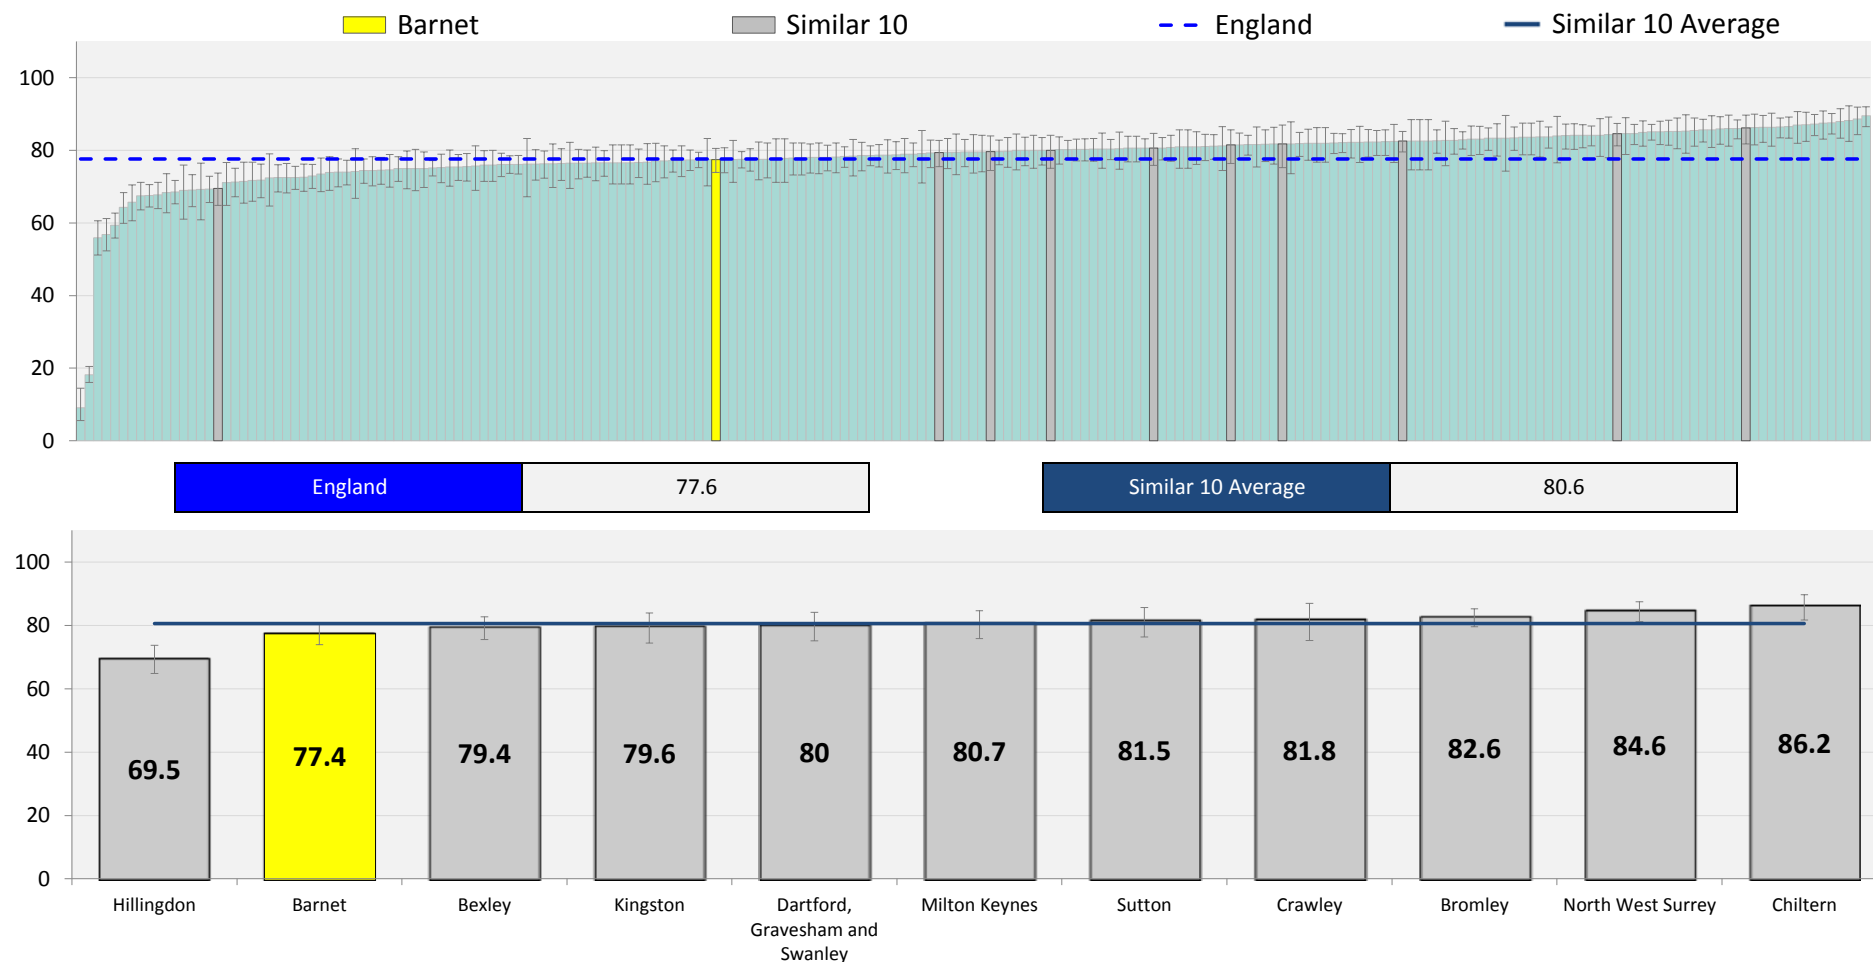 Barnet
Similar 10
England
Similar 10 Average
100
80
60
40
20
0
England 77.6
Similar 10 Average 80.6
100
80
60
40
20
0
69.5
77.4
79.4
79.6
80
80.7
81.5
81.8
82.6
84.6
86.2
Hillingdon
Barnet
Bexley
Kingston
Dartford,
Gravesham and
Swanley
Milton Keynes
Sutton
Crawley
Bromley
North West Surrey
Chiltern